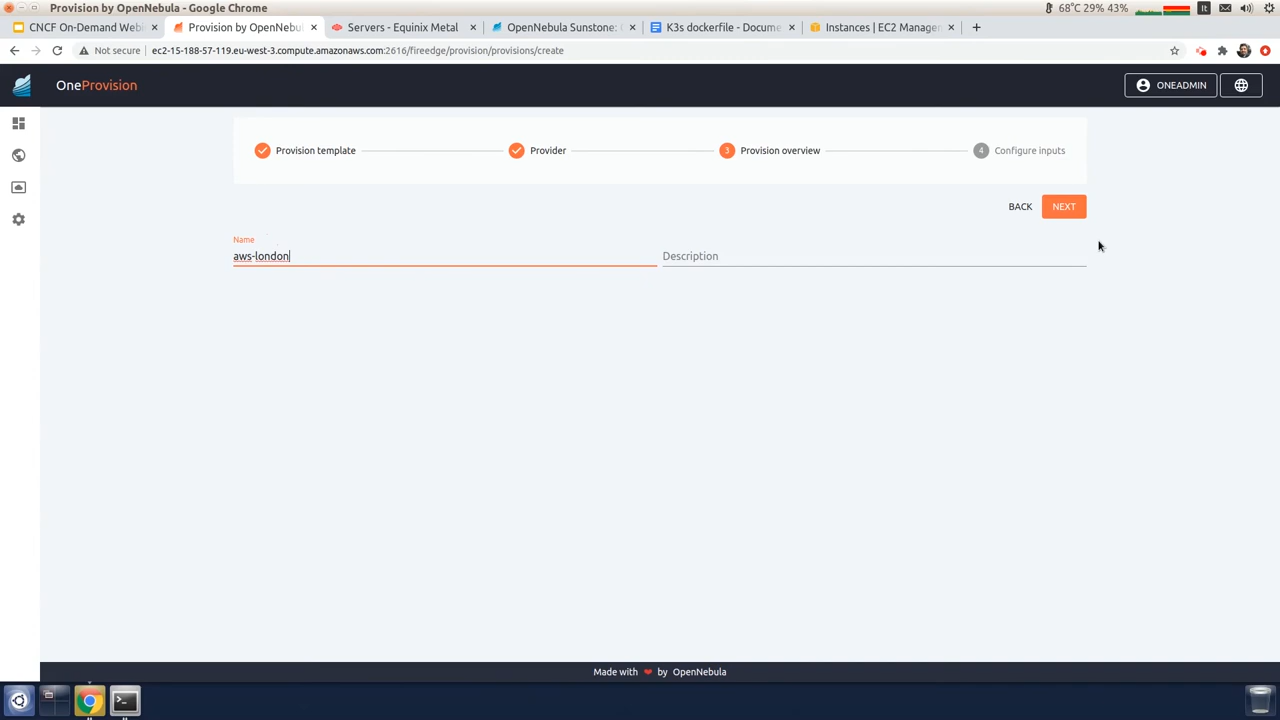 Provision by OpenNebula - Google Chrome
68°C 29% 43%
It
CNCF On-Demand Webi
Provision by OpenNebula
Servers - Equinix Metal
OpenNebula Sunstone: 
K3s dockerfile - Docume
Instances | EC2 Manage
Not secure
ec2-15-188-57-119.eu-west-3.compute.amazonaws.com:2616/fireedge/provision/provisions/create
OneProvision
ONEADMIN
Provision template
Provider
3 Provision overview
4 Configure inputs
BACK
NEXT
Name
aws-london
Description
Made with ❤ by OpenNebula